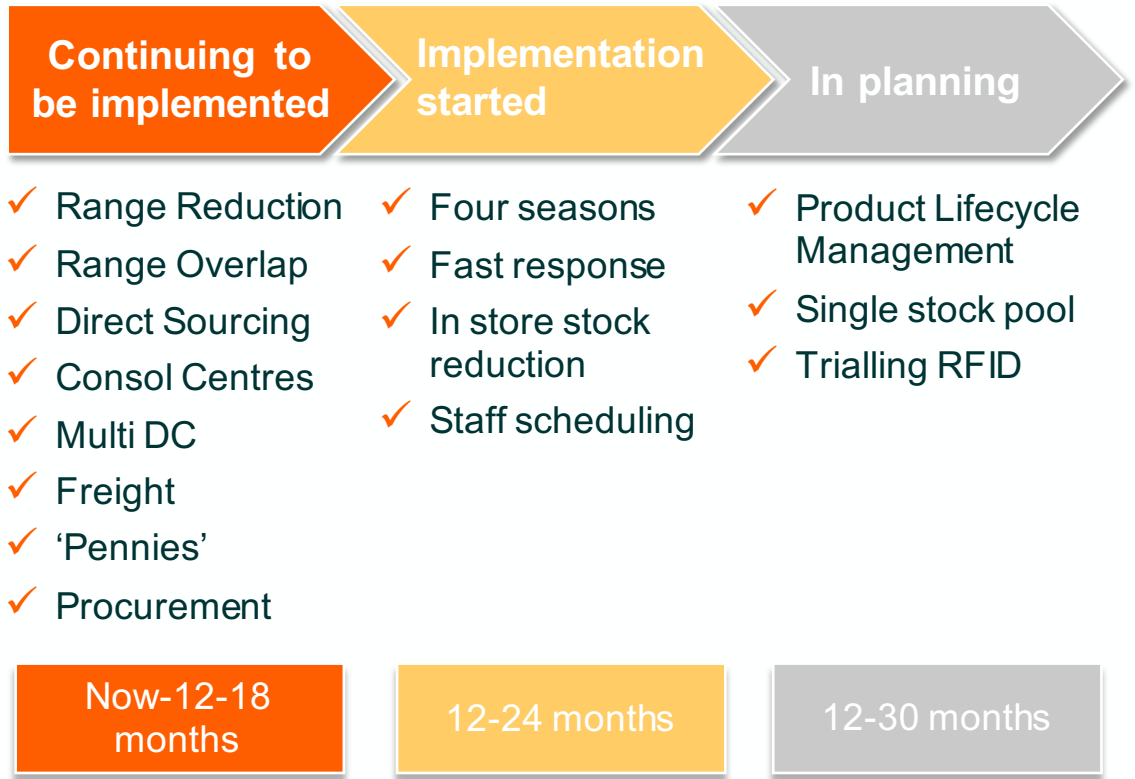 Continuing to
be implemented
Implementation
started
In planning
Range Reduction
Range Overlap
Direct Sourcing
Consol Centres
Multi DC
Freight
‘Pennies’
Procurement
Four seasons
Fast response
In store stock
reduction
Staff scheduling
Product Lifecycle
Management
Single stock pool
Trialling RFID
Now-12-18
months
12-24 months
12-30 months